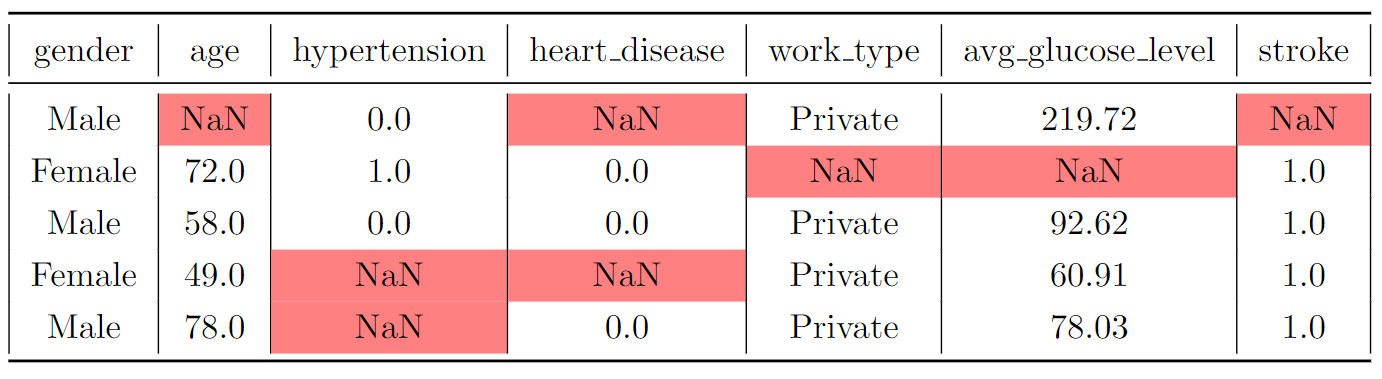 gender age hypertension heart_disease work_type avg_glucose_level stroke
Male NaN 0.0 NaN Private 219.72 NaN
Female 72.0 1.0 0.0 NaN NaN 1.0
Male 58.0 0.0 0.0 Private 92.62 1.0
Female 49.0 NaN NaN Private 60.91 1.0
Male 78.0 NaN 0.0 Private 78.03 1.0